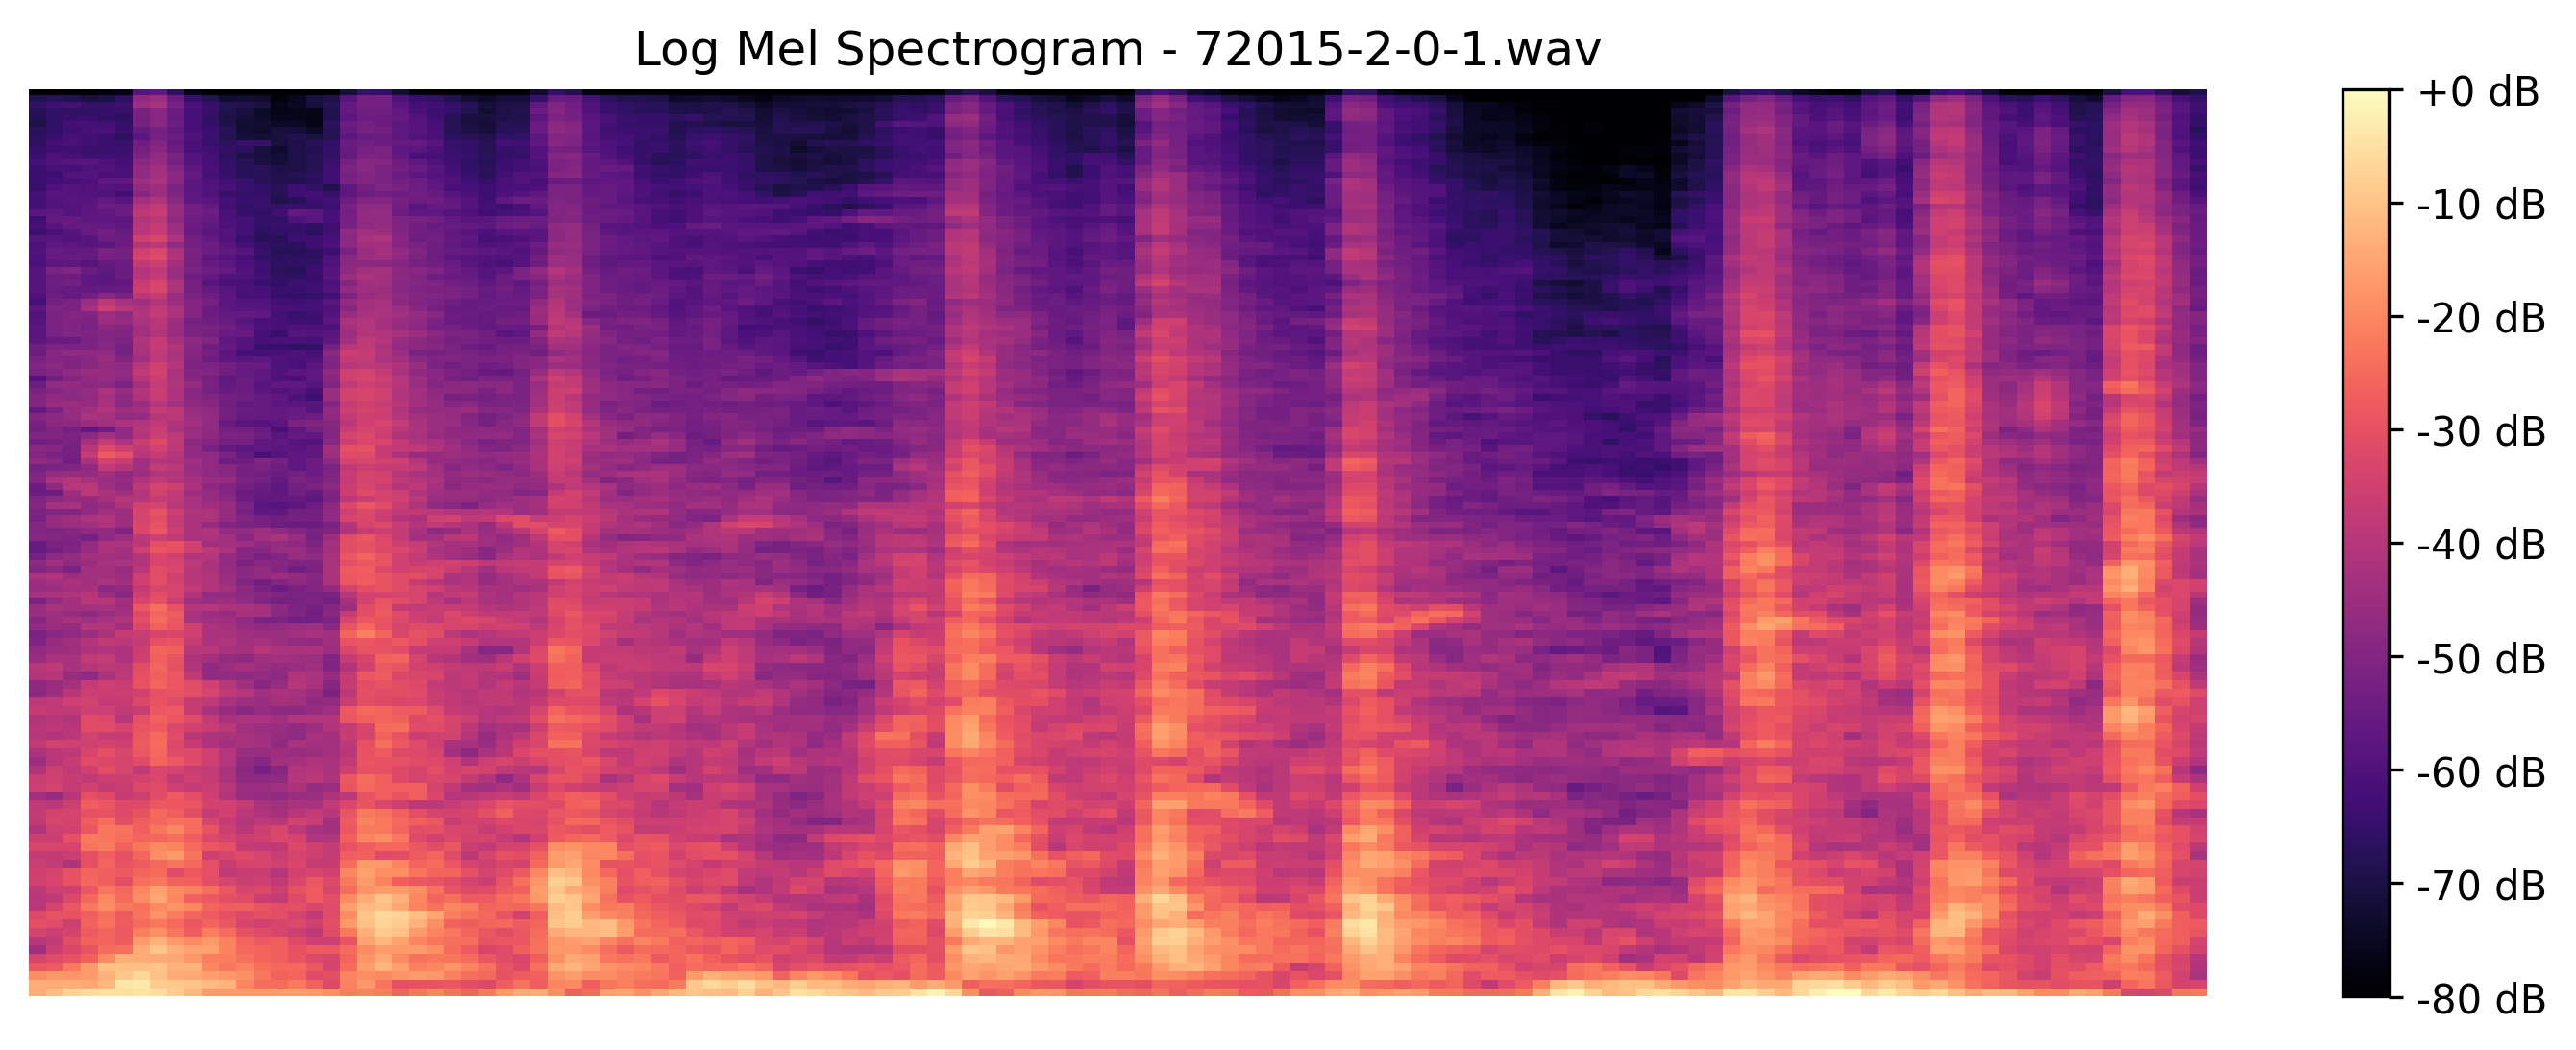 Log Mel Spectrogram - 72015-2-0-1.wav
+0 dB
-10 dB
-20 dB
-30 dB
-40 dB
-50 dB
-60 dB
-70 dB
-80 dB